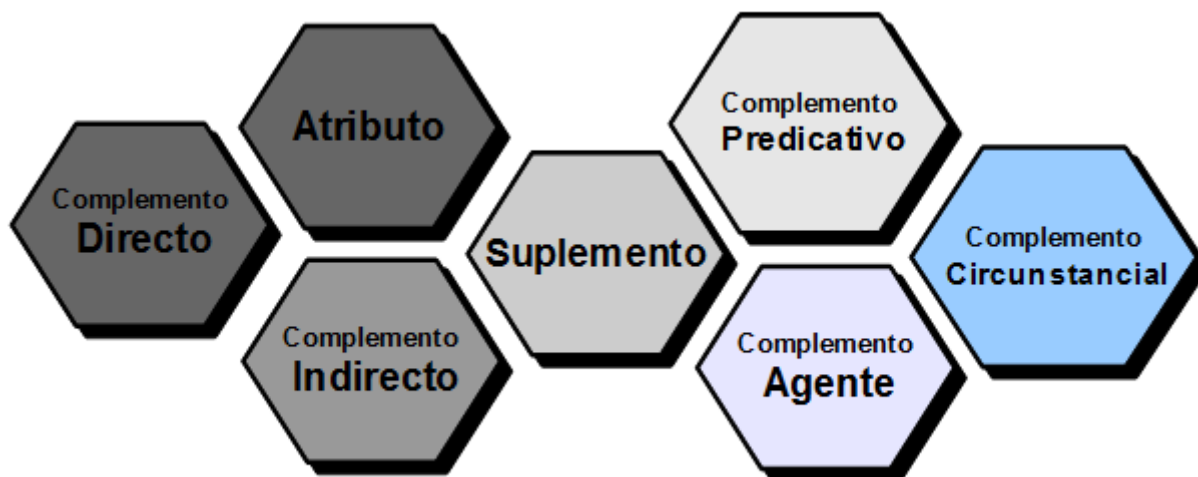 Complemento
Directo
Atributo
Complemento
Indirecto
Suplemento
Complemento
Predicativo
Complemento
Agente
Complemento
Circunstancial